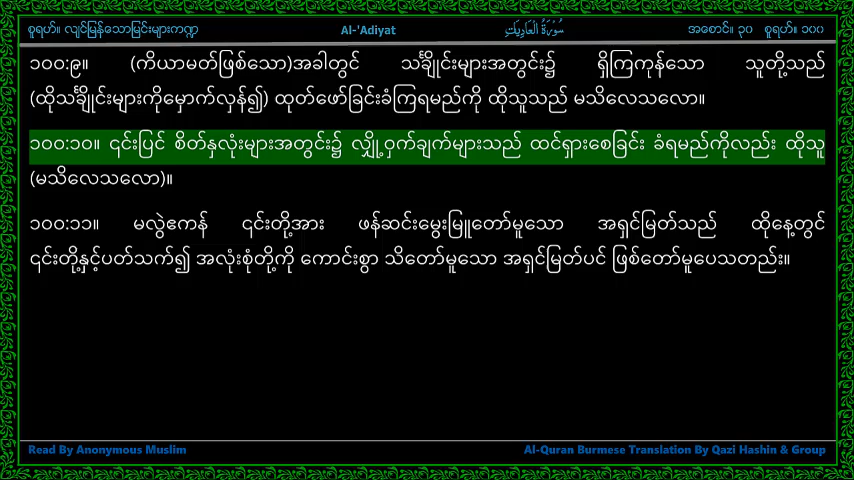 စူရဟ်။ လျင်မြန်သောမြင်းများကဏ္ဍ Al-'Adiyat سُوْرَةُ الْعَادِيَاتِ အစောင်။ ၃၀ စူရဟ်။ ၁၀၀
၁၀၀:၉။ (ကိယာမတ်ဖြစ်သော)အခါတွင် သင်္ချိုင်းများအတွင်း၌ ရှိကြကုန်သော သူတို့သည်
(ထိုသင်္ချိုင်းများကိုမှောက်လှန်၍) ထုတ်ဖော်ခြင်းခံကြရမည်ကို ထိုသူသည် မသိလေသလော။
၁၀၀:၁၀။ ၎င်းပြင် စိတ်နှလုံးများအတွင်း၌ လျှို့ဝှက်ချက်များသည် ထင်ရှားစေခြင်း ခံရမည်ကိုလည်း ထိုသူ
(မသိလေသလော)။
၁၀၀:၁၁။ မလွဲဧကန် ၎င်းတို့အား ဖန်ဆင်းမွေးမြူတော်မူသော အရှင်မြတ်သည် ထိုနေ့တွင်
၎င်းတို့နှင့်ပတ်သက်၍ အလုံးစုံတို့ကို ကောင်းစွာ သိတော်မူသော အရှင်မြတ်ပင် ဖြစ်တော်မူပေသတည်း။
Read By Anonymous Muslim Al-Quran Burmese Translation By Qazi Hashin & Group